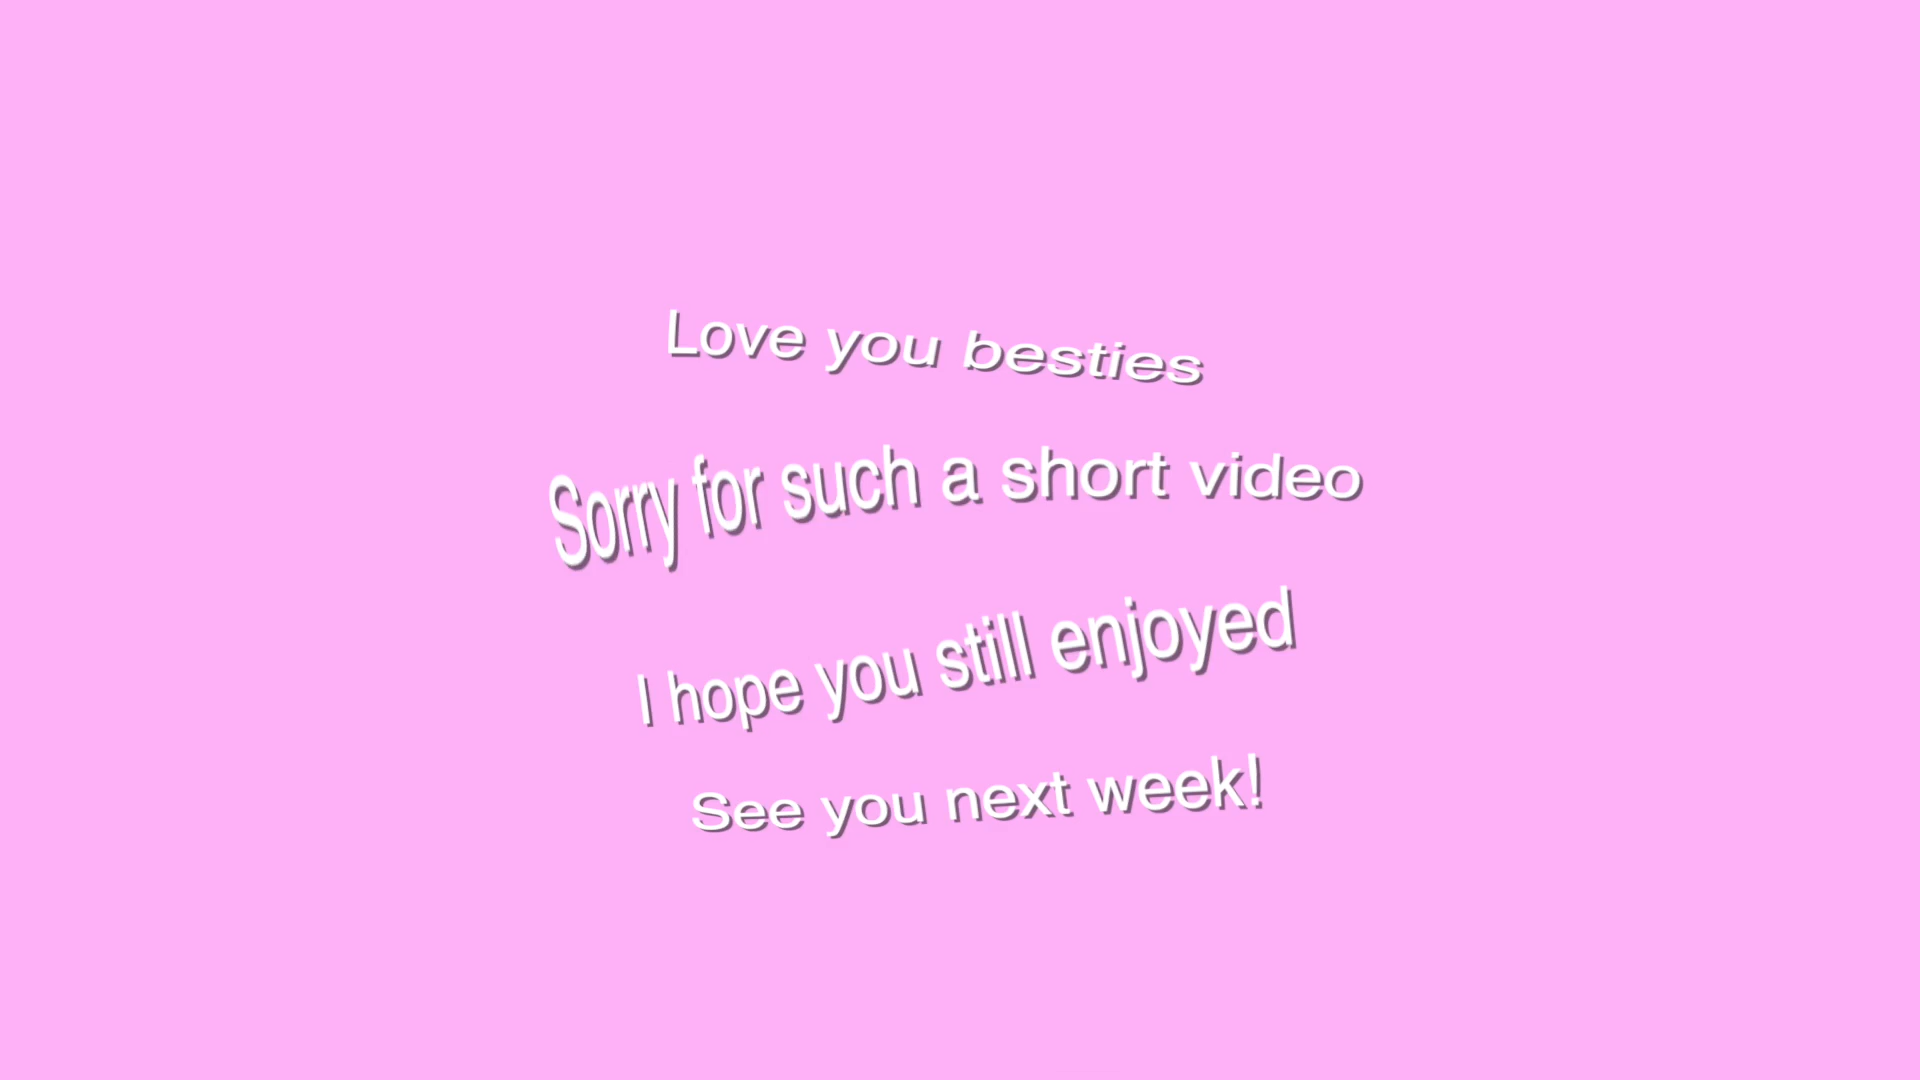 Love you besties
Sorry for such a short video
I hope you still enjoyed
See you next week!